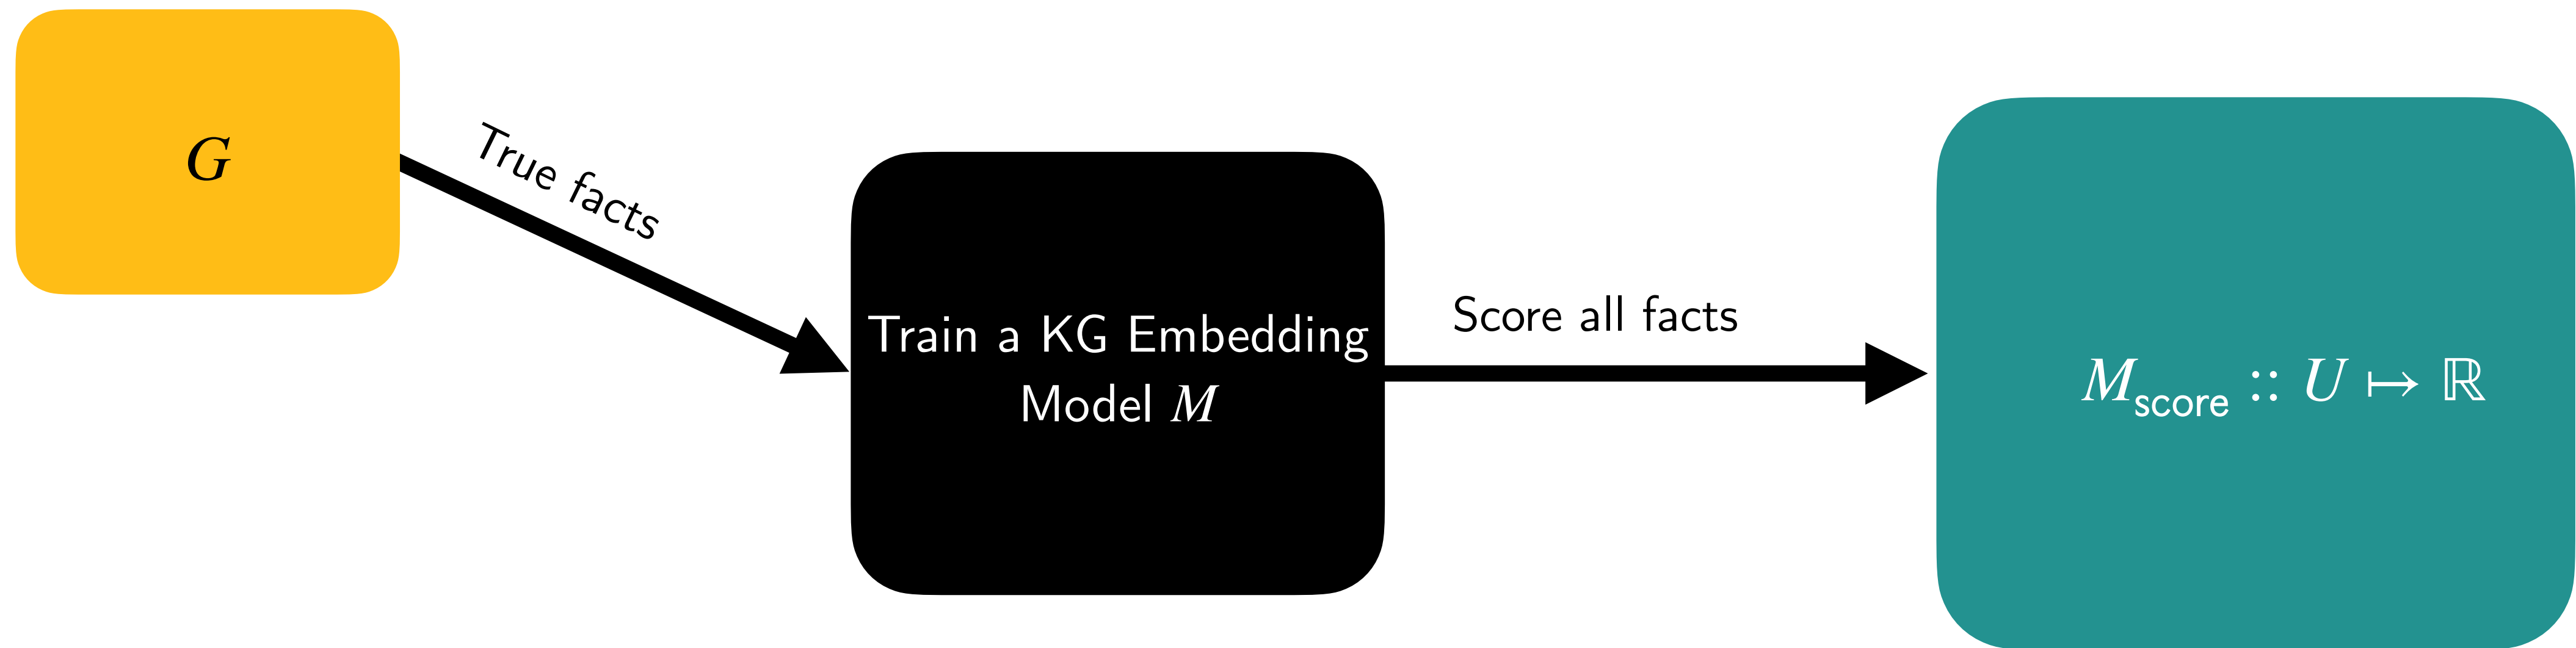 G
True facts
Train a KG Embedding
Model M
Score all facts
M_score :: U ↦ ℝ